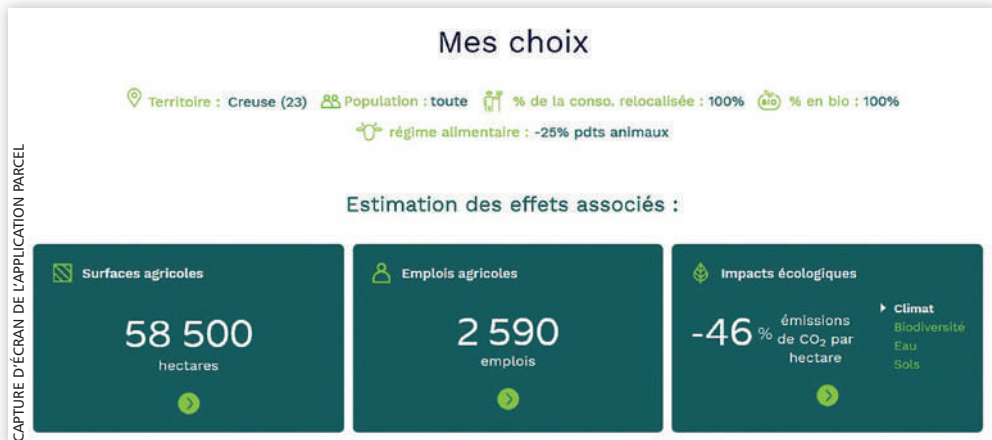 Mes choix
Territoire : Creuse (23) Population : toute % de la conso. relocalisée : 100% BIO % en bio : 100%
régime alimentaire : -25% pdts animaux
Estimation des effets associés :
Surfaces agricoles
58 500
hectares
Emplois agricoles
2 590
emplois
Impacts écologiques
-46 % émissions
de CO₂ par
hectare
Climat
Biodiversité
Eau
Sols
CAPTURE D'ÉCRAN DE L'APPLICATION PARCEL